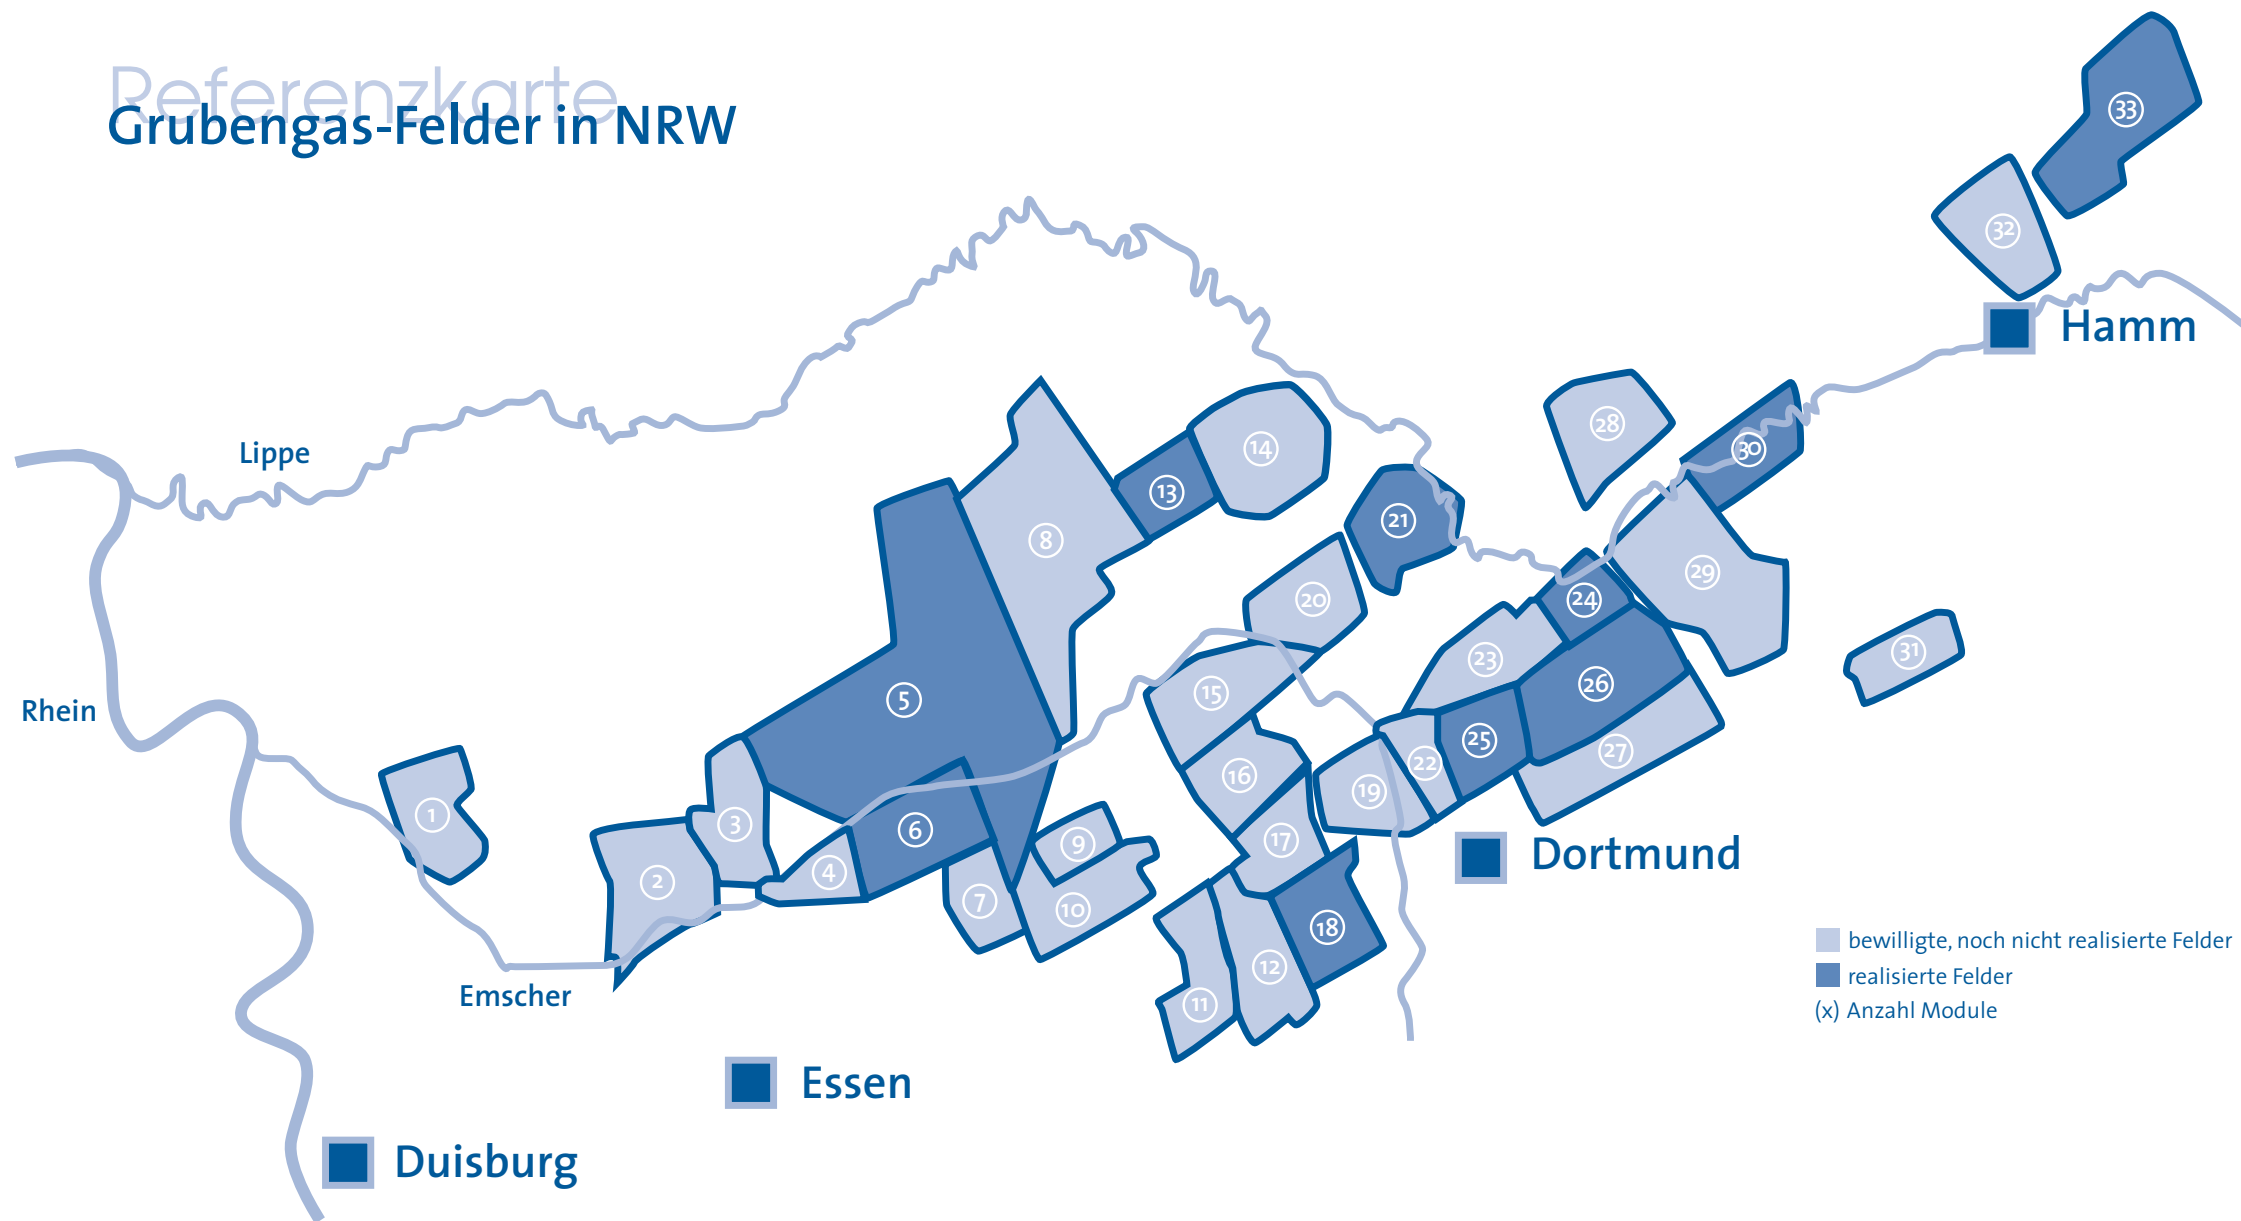 Referenzkarte
Grubengas-Felder in NRW
33
32
Hamm
28
30
14
13
21
8
29
20
24
31
23
15
26
5
25
27
16
22
19
1
3
6
17
9
Dortmund
4
2
7
10
18
12
11
Lippe
Rhein
Emscher
Essen
Duisburg
bewilligte, noch nicht realisierte Felder
realisierte Felder
(x) Anzahl Module